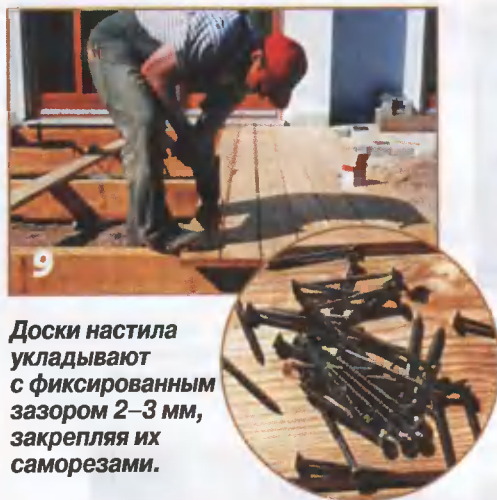 9
Доски настила
укладывают
с фиксированным
зазором 2–3 мм,
закрепляя их
саморезами.